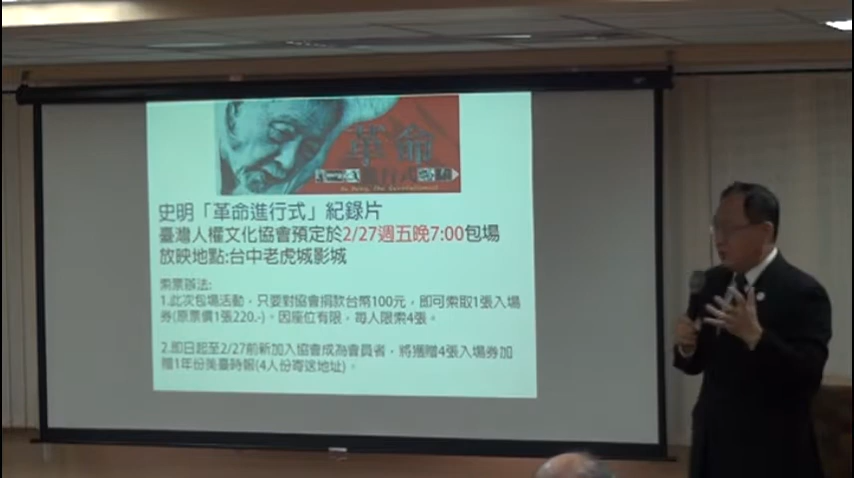 革命
進行式
史明「革命進行式」紀錄片
臺灣人權文化協會預定於2/27週五晚7:00包場
放映地點:台中老虎城影城
索票辦法:
1.此次包場活動，只要對協會捐款台幣100元，即可索取1張入場
券(原票價1張220.-)。因座位有限，每人限索4張。
2.即日起至2/27前新加入協會成為會員者，將獲贈4張入場券加
贈1年份美臺時報(4人份寄送地址)。